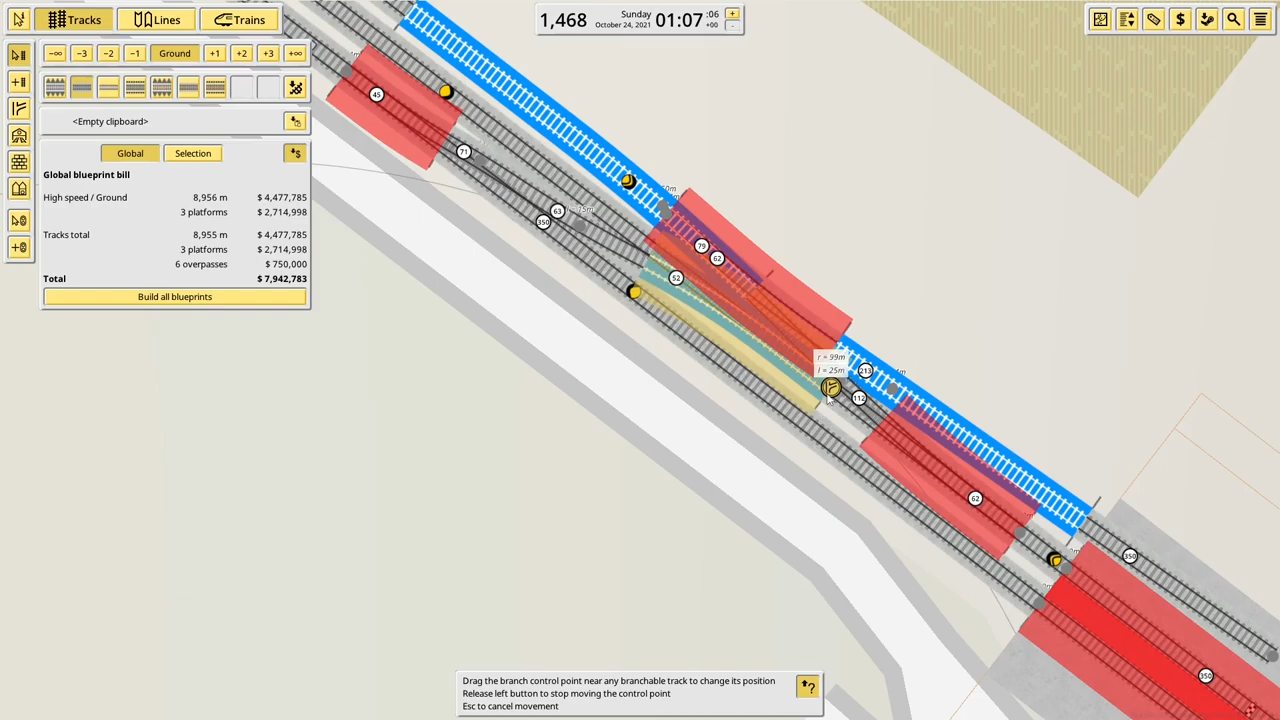 Tracks
Lines
Trains
1,468
Sunday
October 24, 2021
01:07
:06
+00
+
-
-∞
-3
-2
-1
Ground
+1
+2
+3
+∞
<Empty clipboard>
Global
Selection
Global blueprint bill
High speed / Ground 8,956 m $ 4,477,785
3 platforms $ 2,714,998
Tracks total 8,955 m $ 4,477,785
3 platforms $ 2,714,998
6 overpasses $ 750,000
Total $ 7,942,783
Build all blueprints
45
71
63
350
79
62
52
r = 99m
l = 25m
213
112
62
350
350
Drag the branch control point near any branchable track to change its position
Release left button to stop moving the control point
Esc to cancel movement